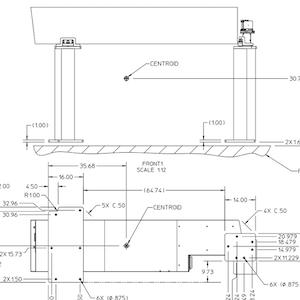 CENTROID
30.7
(1.00)
(1.00)
2X 1.6
35.68
FRONT1
SCALE 1:12
2.00
16.00
(64.74)
4.50
14.00
R1.00
32.96
30.96
5X C .50
CENTROID
4X C .50
20.979
18.479
14.979
2X 11.229
2X 15.73
9.73
2X 1.50
6X (Ø .875)
(Ø .875)